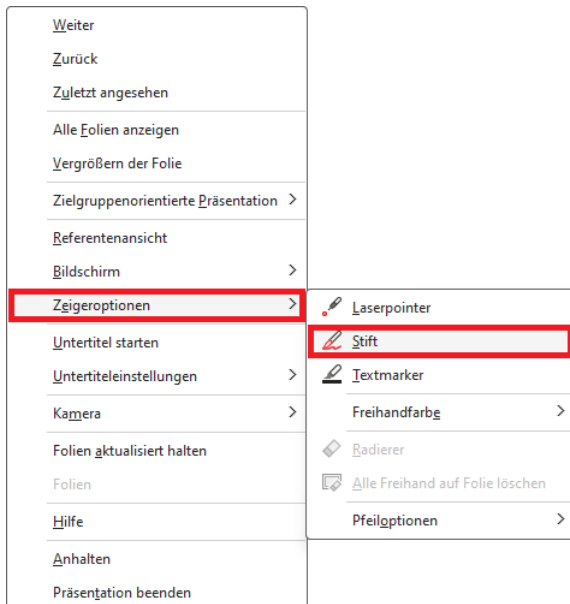 Weiter
Zurück
Zuletzt angesehen
Alle Folien anzeigen
Vergrößern der Folie
Zielgruppenorientierte Präsentation
Referentenansicht
Bildschirm
Zeigeroptionen
Untertitel starten
Untertiteleinstellungen
Kamera
Folien aktualisiert halten
Folien
Hilfe
Anhalten
Präsentation beenden
Laserpointer
Stift
Textmarker
Freihandfarbe
Radierer
Alle Freihand auf Folie löschen
Pfeiloptionen